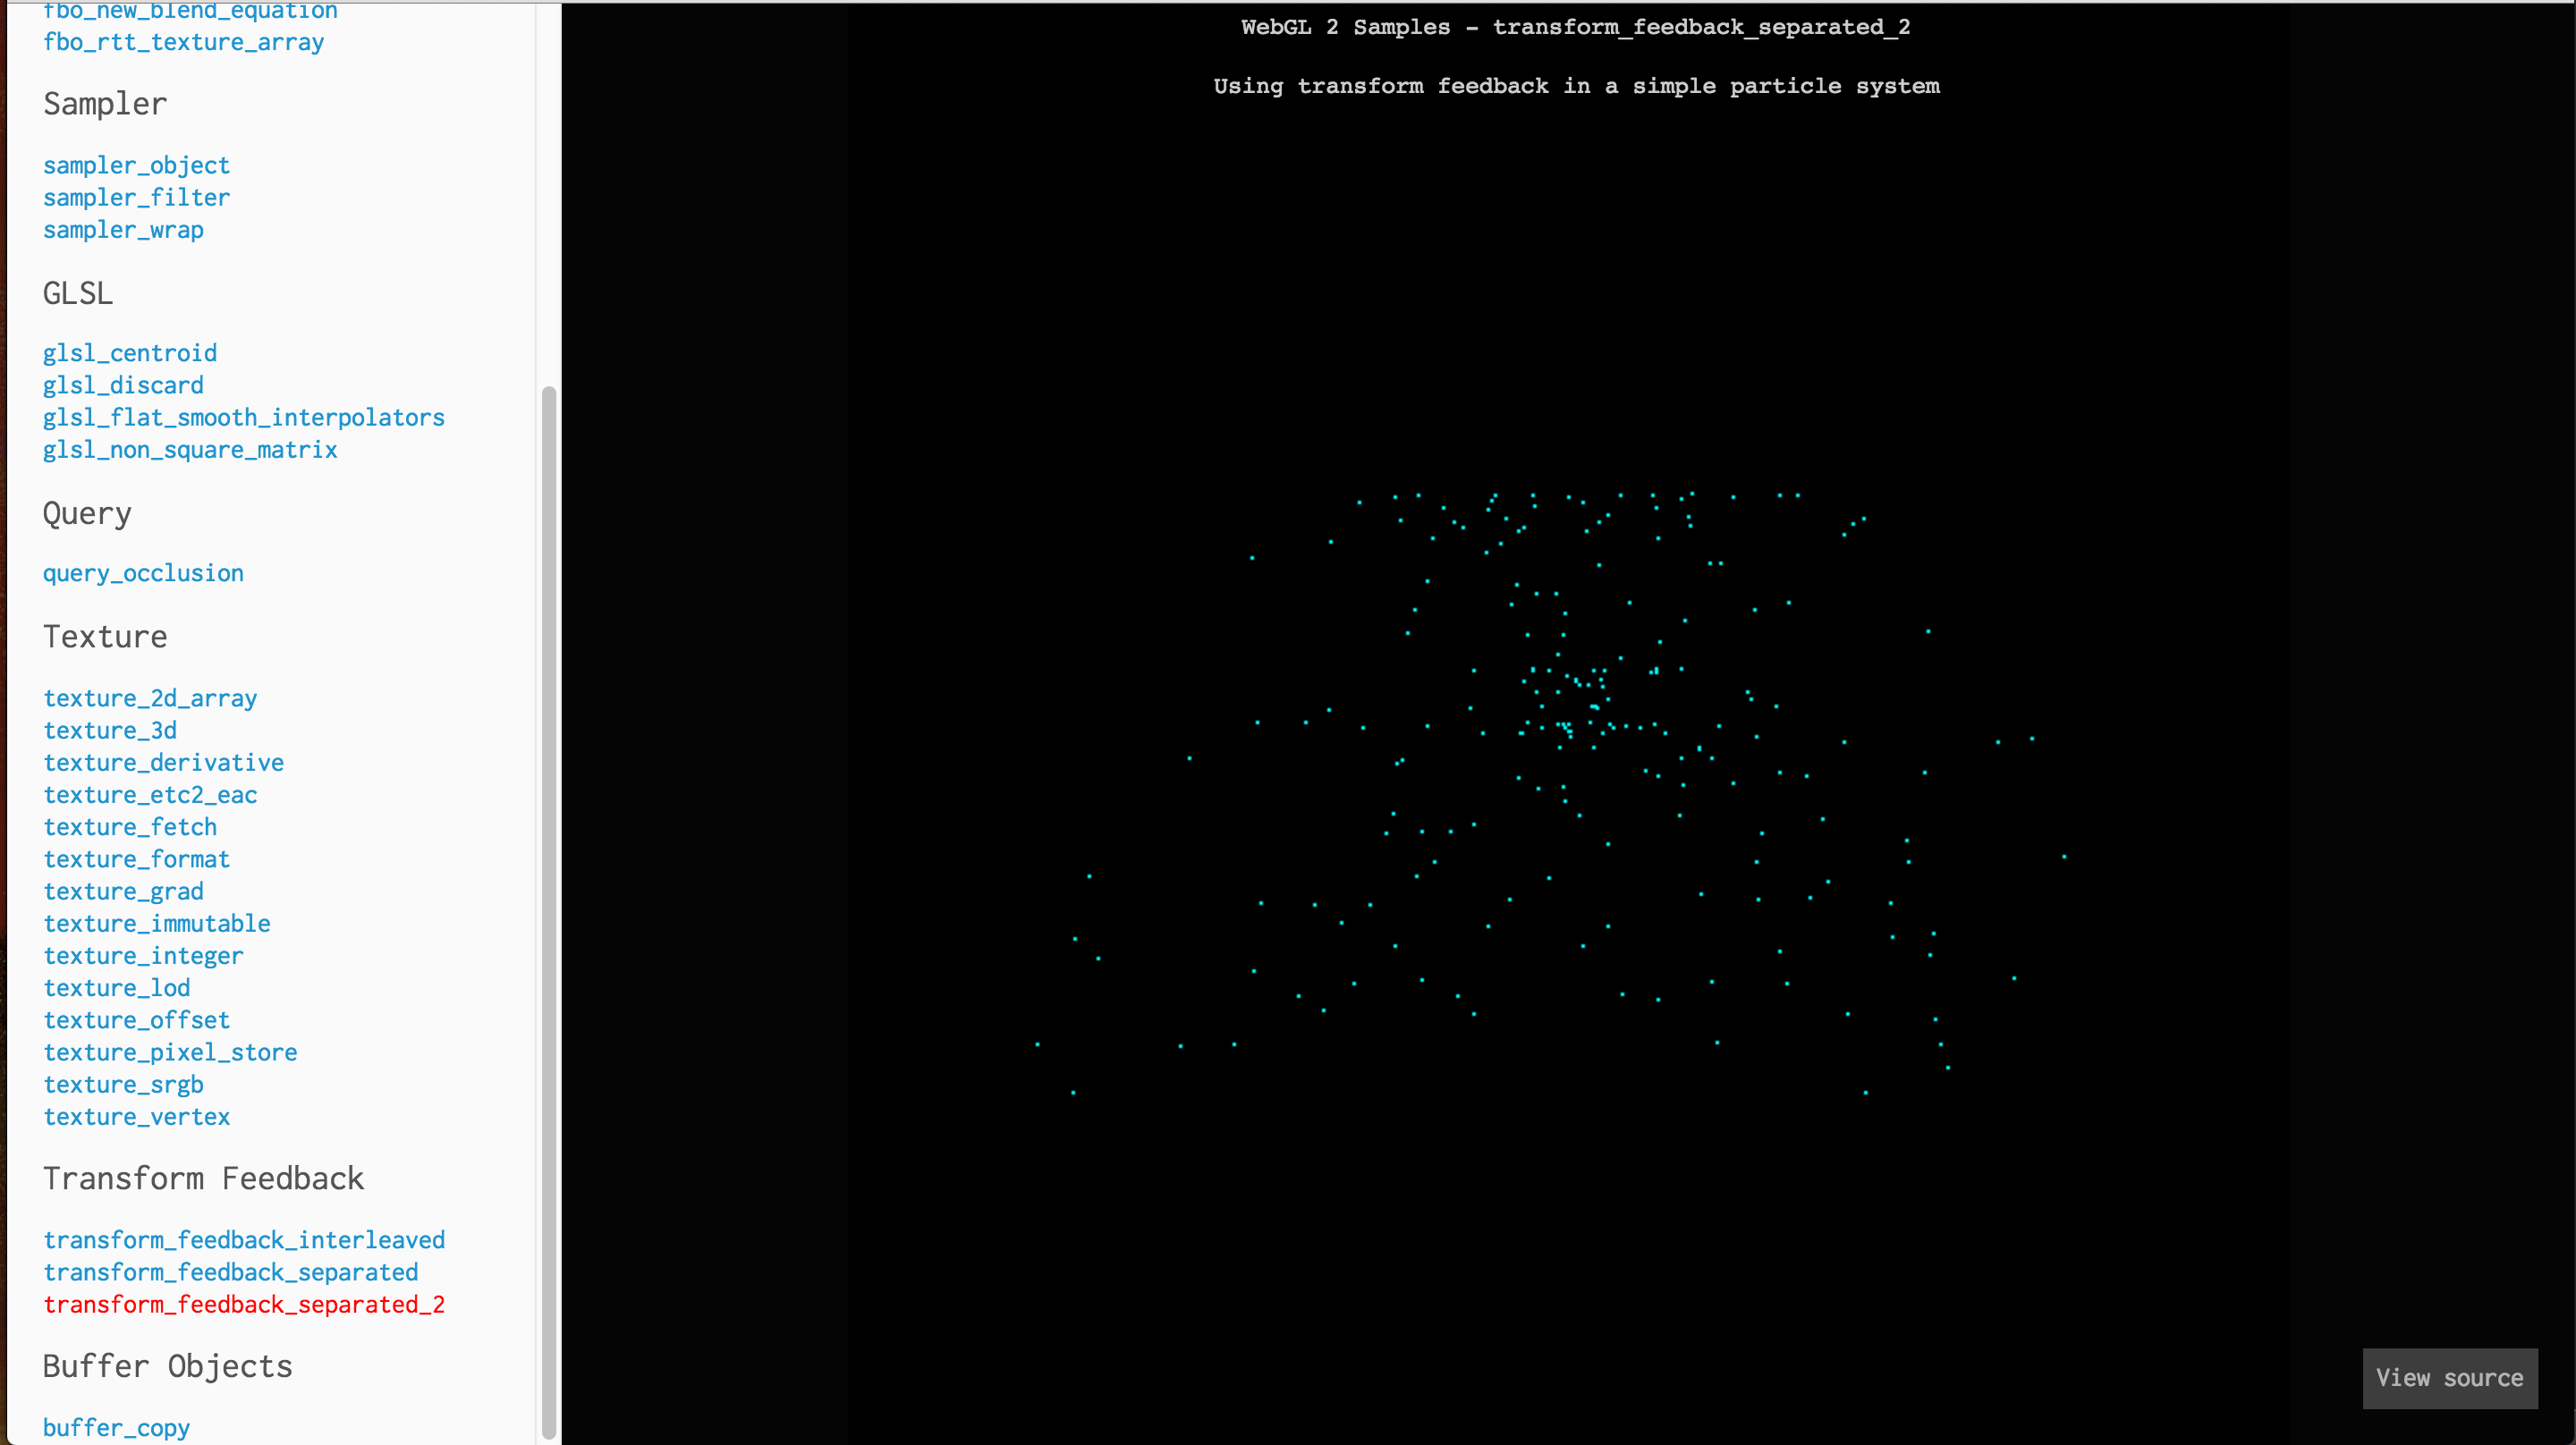 fbo_new_blend_equation
fbo_rtt_texture_array
Sampler
sampler_object
sampler_filter
sampler_wrap
GLSL
glsl_centroid
glsl_discard
glsl_flat_smooth_interpolators
glsl_non_square_matrix
Query
query_occlusion
Texture
texture_2d_array
texture_3d
texture_derivative
texture_etc2_eac
texture_fetch
texture_format
texture_grad
texture_immutable
texture_integer
texture_lod
texture_offset
texture_pixel_store
texture_srgb
texture_vertex
Transform Feedback
transform_feedback_interleaved
transform_feedback_separated
transform_feedback_separated_2
Buffer Objects
buffer_copy
WebGL 2 Samples - transform_feedback_separated_2
Using transform feedback in a simple particle system
View source